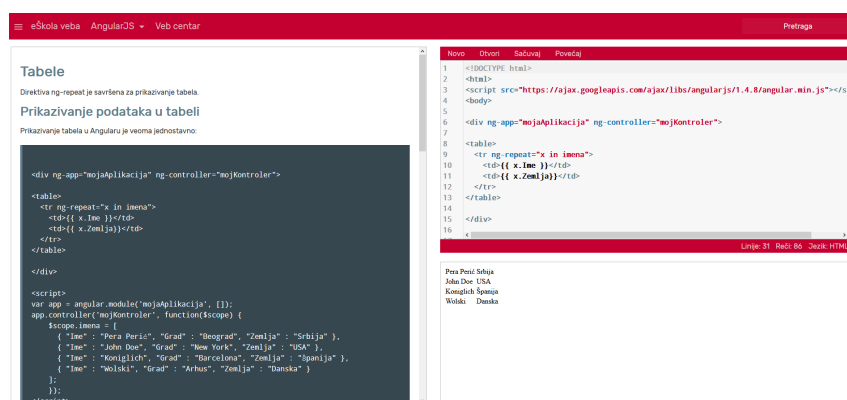 eŠkola veba AngularJS Veb centar Pretraga
Tabele
Direktiva ng-repeat je savršena za prikazivanje tabela.
Prikazivanje podataka u tabeli
Prikazivanje tabela u Angularu je veoma jednostavno:
<div ng-app="mojaAplikacija" ng-controller="mojKontroler">
<table>
<tr ng-repeat="x in imena">
<td>{{ x.Ime }}</td>
<td>{{ x.Zemlja}}</td>
</tr>
</table>
</div>
<script>
var app = angular.module('mojaAplikacija', []);
app.controller('mojKontroler', function($scope) {
$scope.imena = [
{ "Ime" : "Pera Perić", "Grad" : "Beograd", "Zemlja" : "Srbija" },
{ "Ime" : "John Doe", "Grad" : "New York", "Zemlja" : "USA" },
{ "Ime" : "Koniglich", "Grad" : "Barcelona", "Zemlja" : "Španija" },
{ "Ime" : "Wolski", "Grad" : "Arhus", "Zemlja" : "Danska" }
];
});
Novo Otvori Sačuvaj Povećaj
1 <!DOCTYPE html>
2 <html>
3 <script src="https://ajax.googleapis.com/ajax/libs/angularjs/1.4.8/angular.min.js"></s
4 <body>
5
6 <div ng-app="mojaAplikacija" ng-controller="mojKontroler">
7
8 <table>
9 <tr ng-repeat="x in imena">
10 <td>{{ x.Ime }}</td>
11 <td>{{ x.Zemlja}}</td>
12 </tr>
13 </table>
14
15 </div>
16
Linije: 31 Reči: 86 Jezik: HTML
Pera Perić Srbija
John Doe USA
Koniglich Španija
Wolski Danska